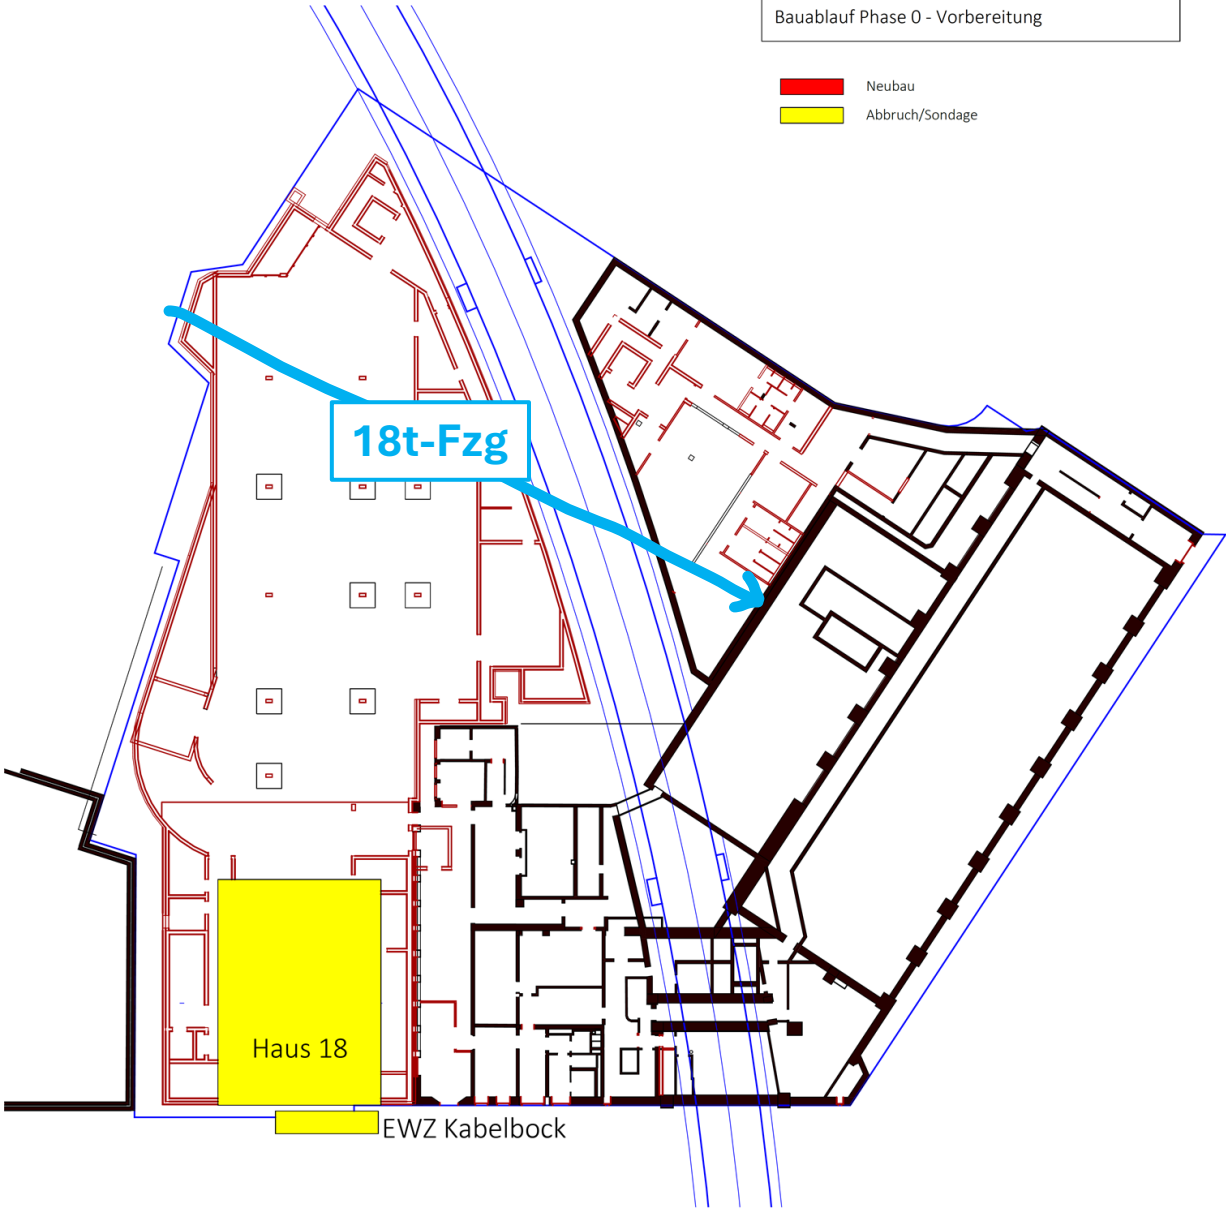 Bauablauf Phase 0 - Vorbereitung
Neubau
Abbruch/Sondage
18t-Fzg
Haus 18
EWZ Kabelbock